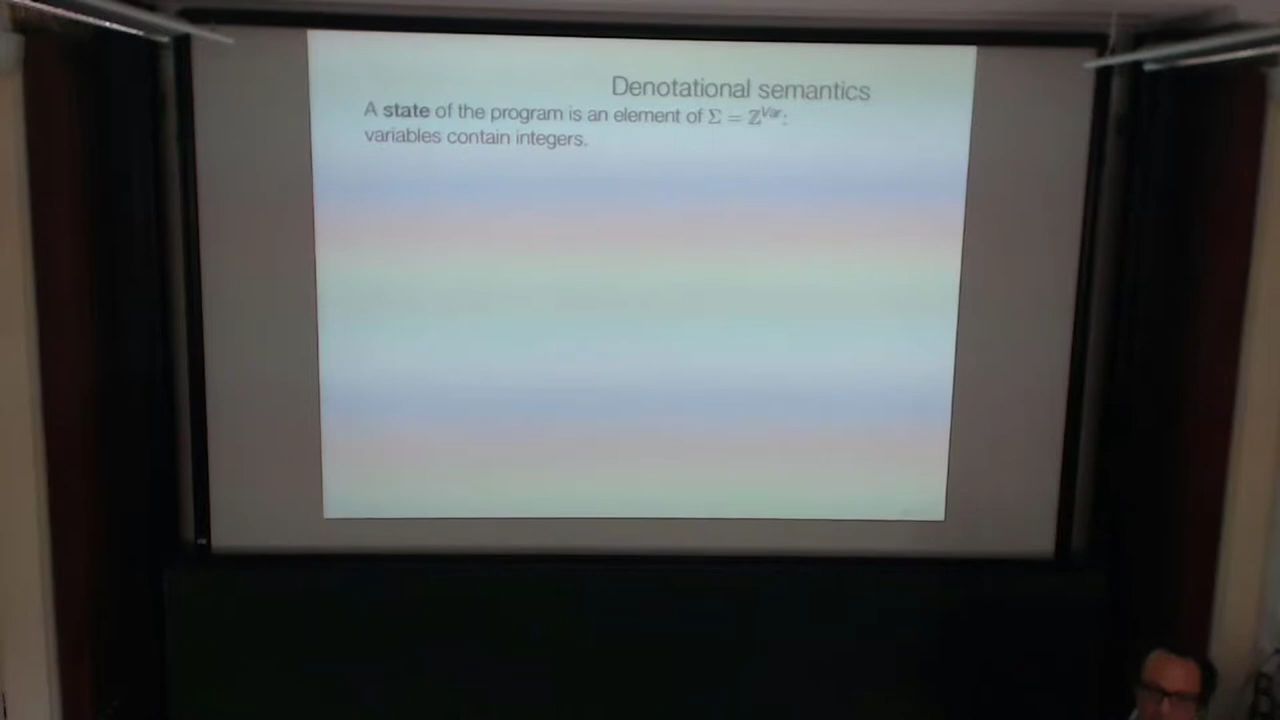 Denotational semantics
A state of the program is an element of Σ = ℤ^Var:
variables contain integers.